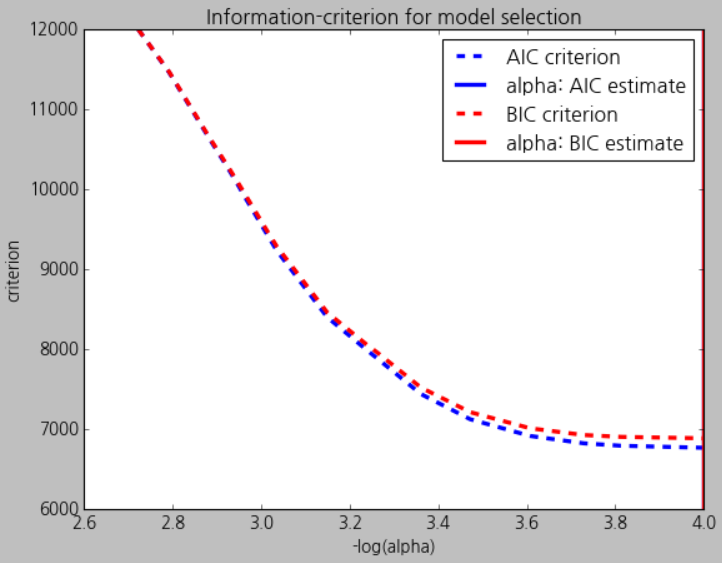 Information-criterion for model selection
12000
11000
10000
9000
8000
7000
6000
criterion
AIC criterion
alpha: AIC estimate
BIC criterion
alpha: BIC estimate
2.6 2.8 3.0 3.2 3.4 3.6 3.8 4.0
-log(alpha)